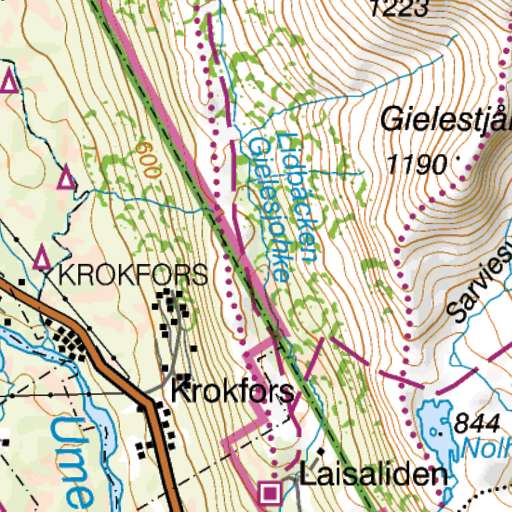 1223
Gielestjå
1190
600
Lidbäcken
Gielesjohke
KROKFORS
Sarvies
Krokfors
844
Nolh
Ume
Laisaliden